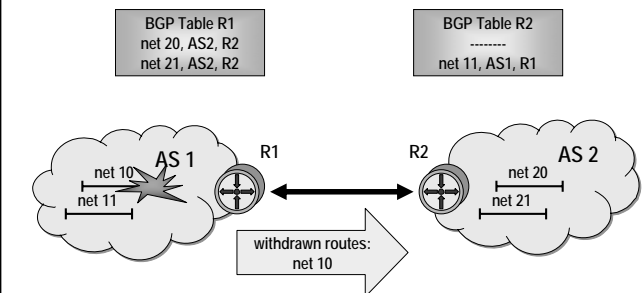 BGP Table R1
net 20, AS2, R2
net 21, AS2, R2
BGP Table R2
--------
net 11, AS1, R1
AS 1
R1
R2
AS 2
net 10
net 11
net 20
net 21
withdrawn routes:
net 10